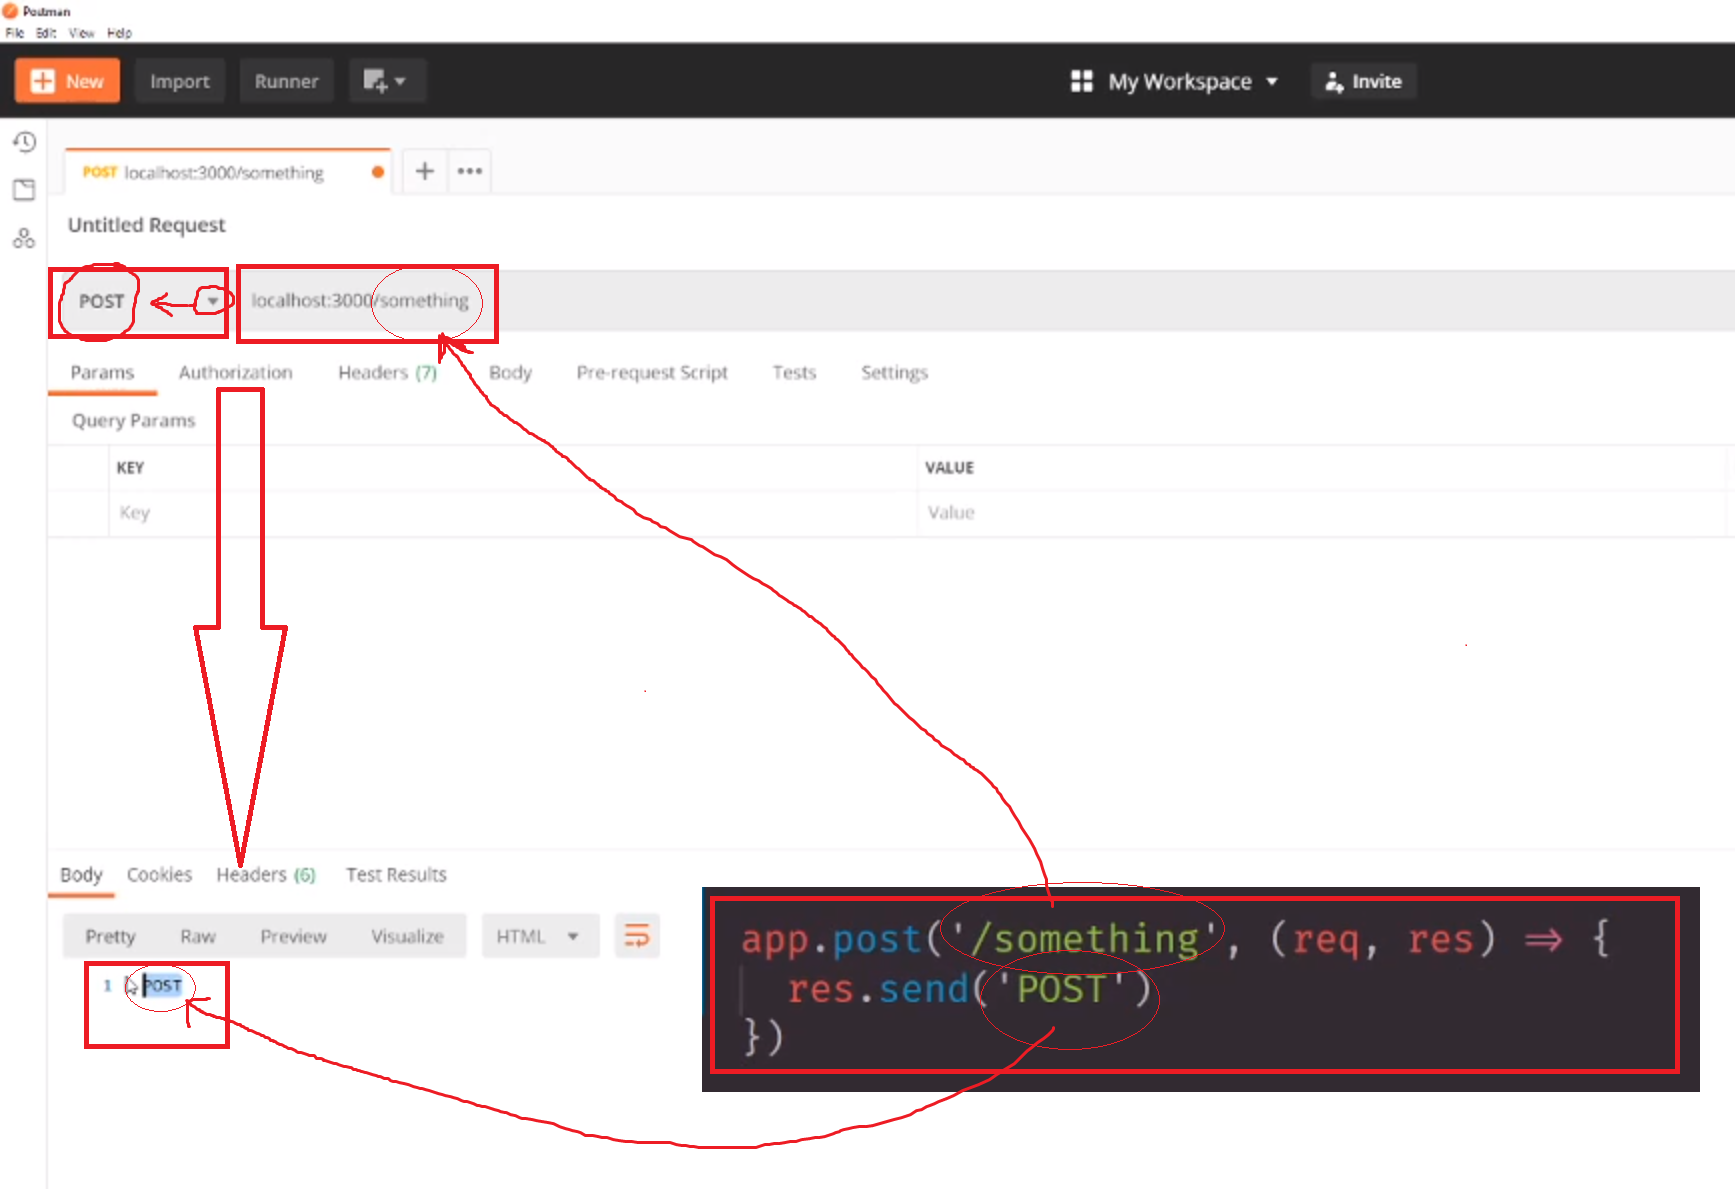 Postman
File Edit View Help
New Import Runner My Workspace Invite
POST localhost:3000/something
Untitled Request
POST localhost:3000/something
Params Authorization Headers (7) Body Pre-request Script Tests Settings
Query Params
KEY VALUE
Key Value
Body Cookies Headers (6) Test Results
Pretty Raw Preview Visualize HTML
1 POST
app.post('/something', (req, res) => {
res.send('POST')
})